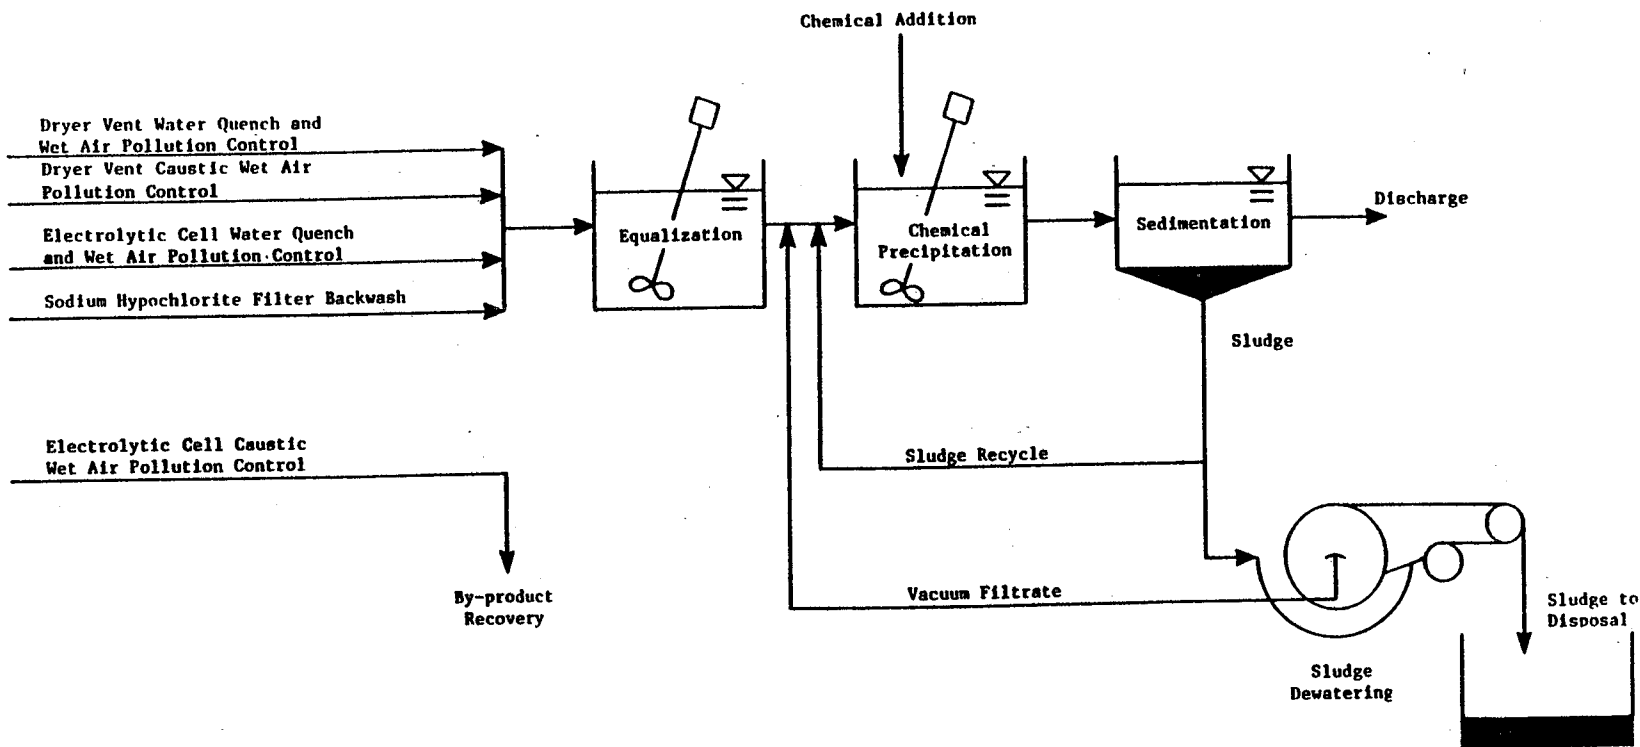 Chemical Addition
Dryer Vent Water Quench and
Wet Air Pollution Control
Dryer Vent Caustic Wet Air
Pollution Control
Electrolytic Cell Water Quench
and Wet Air Pollution Control
Sodium Hypochlorite Filter Backwash
Equalization
Chemical
Precipitation
Sedimentation
Discharge
Sludge
Electrolytic Cell Caustic
Wet Air Pollution Control
Sludge Recycle
By-product
Recovery
Vacuum Filtrate
Sludge to
Disposal
Sludge
Dewatering